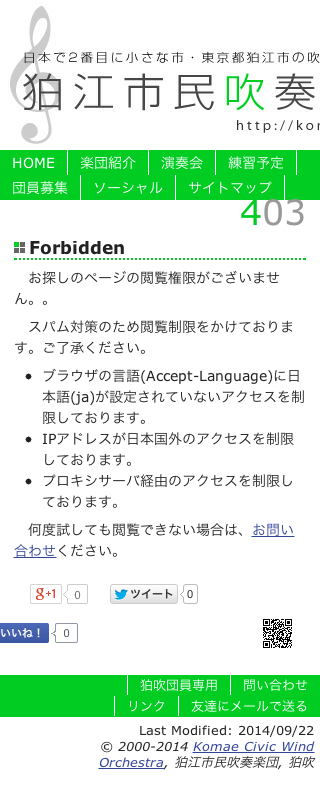 日本で2番目に小さな市・東京都狛江市の吹
狛江市民吹奏
http://kor
HOME 楽団紹介 演奏会 練習予定
団員募集 ソーシャル サイトマップ
403
Forbidden
お探しのページの閲覧権限がございませ
ん。。
スパム対策のため閲覧制限をかけておりま
す。ご了承ください。
• ブラウザの言語(Accept-Language)に日
本語(ja)が設定されていないアクセスを制
限しております。
• IPアドレスが日本国外のアクセスを制限
しております。
• プロキシサーバ経由のアクセスを制限し
ております。
何度試しても閲覧できない場合は、お問い
合わせください。
g+1 0 ツイート 0
いいね！ 0
狛吹団員専用 問い合わせ
リンク 友達にメールで送る
Last Modified: 2014/09/22
© 2000-2014 Komae Civic Wind
Orchestra, 狛江市民吹奏楽団, 狛吹